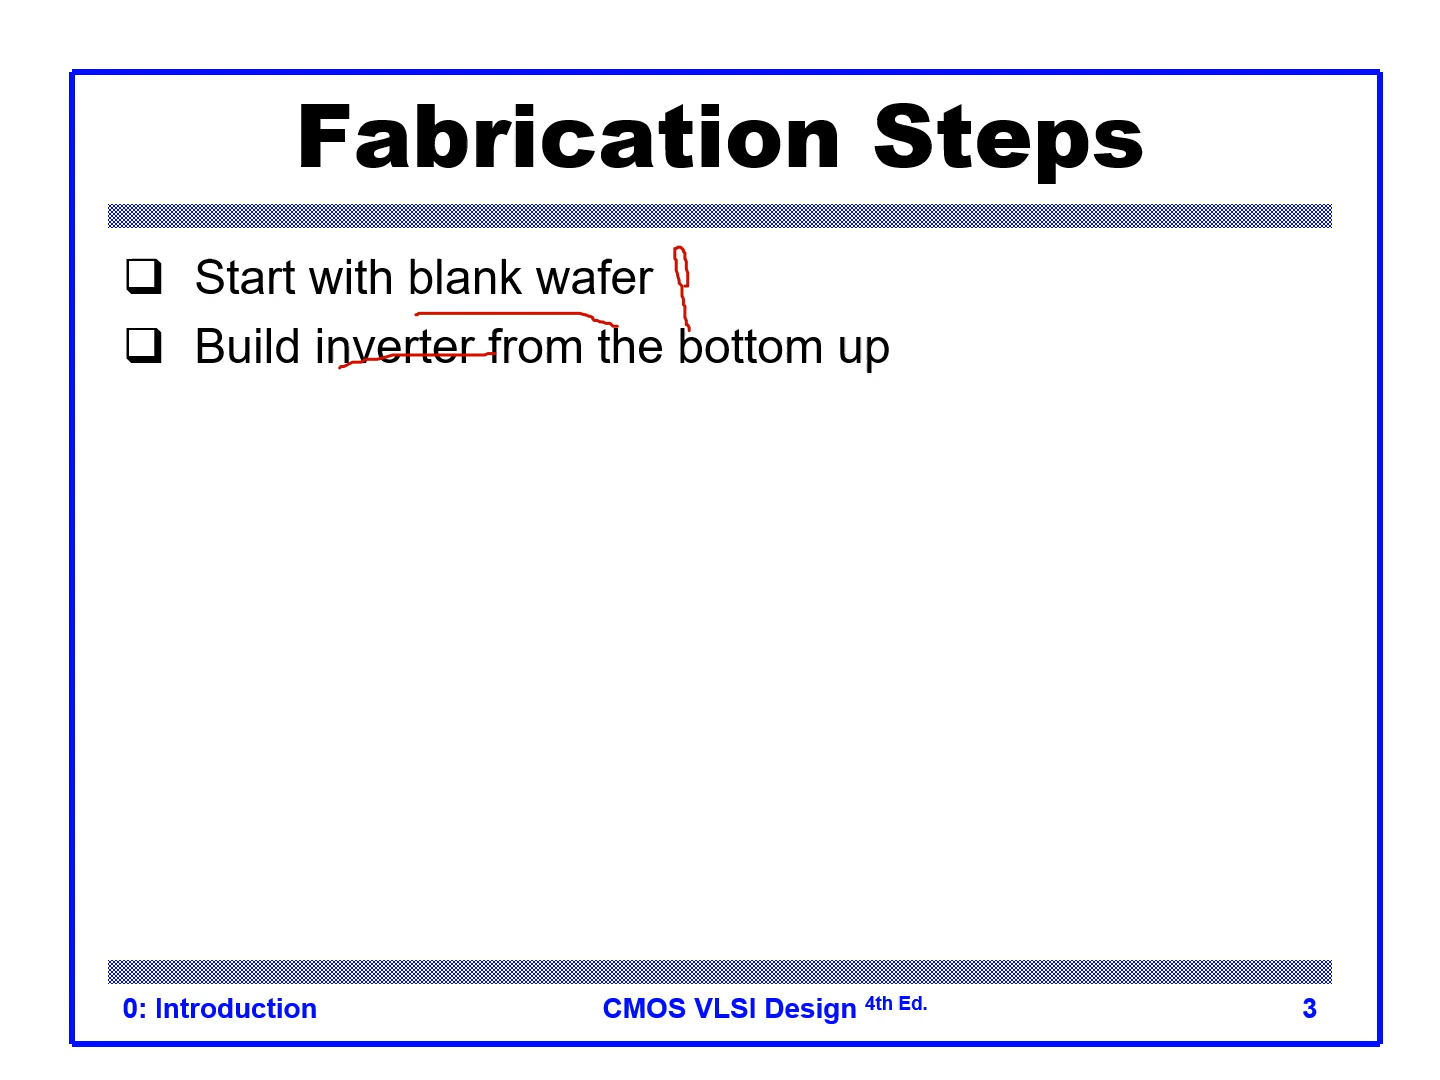 Fabrication Steps
❑ Start with blank wafer
❑ Build inverter from the bottom up
0: Introduction CMOS VLSI Design 4th Ed. 3